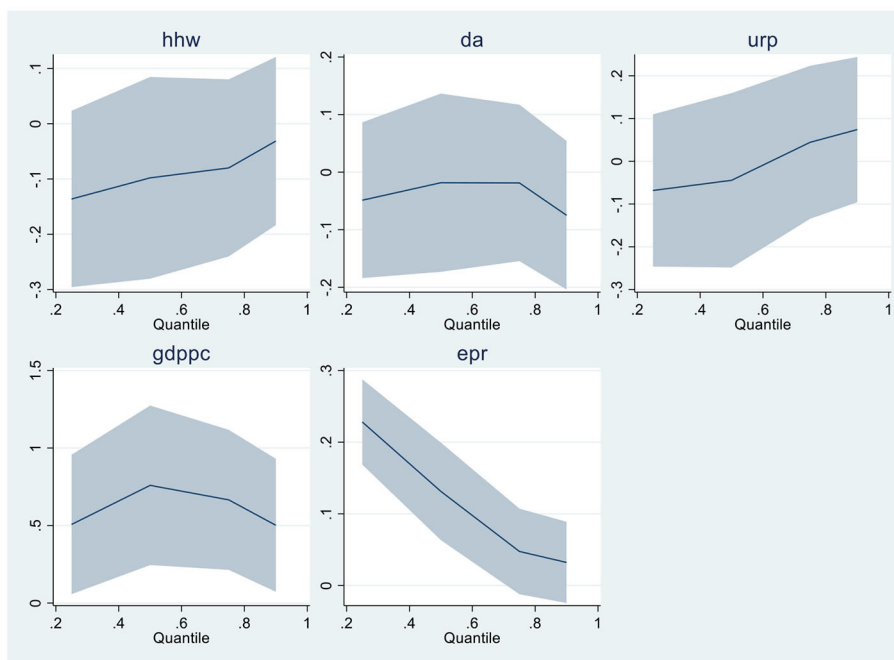 hhw
.1
0
-.1
-.2
-.3
.2 .4 .6 .8 1
Quantile
da
.2
.1
0
-.1
-.2
.2 .4 .6 .8 1
Quantile
urp
.2
.1
0
-.1
-.2
-.3
.2 .4 .6 .8 1
Quantile
gdppc
1.5
1
.5
0
.2 .4 .6 .8 1
Quantile
epr
.3
.2
.1
0
.2 .4 .6 .8 1
Quantile